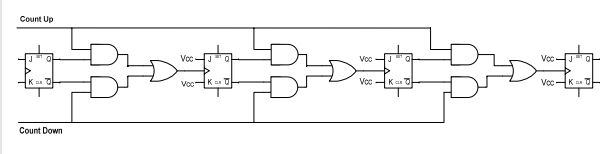 Count Up
J SET Q
K CLR Q
Vcc J SET Q
Vcc K CLR Q
Vcc J SET Q
Vcc K CLR Q
Vcc J SET Q
Vcc K CLR Q
Count Down